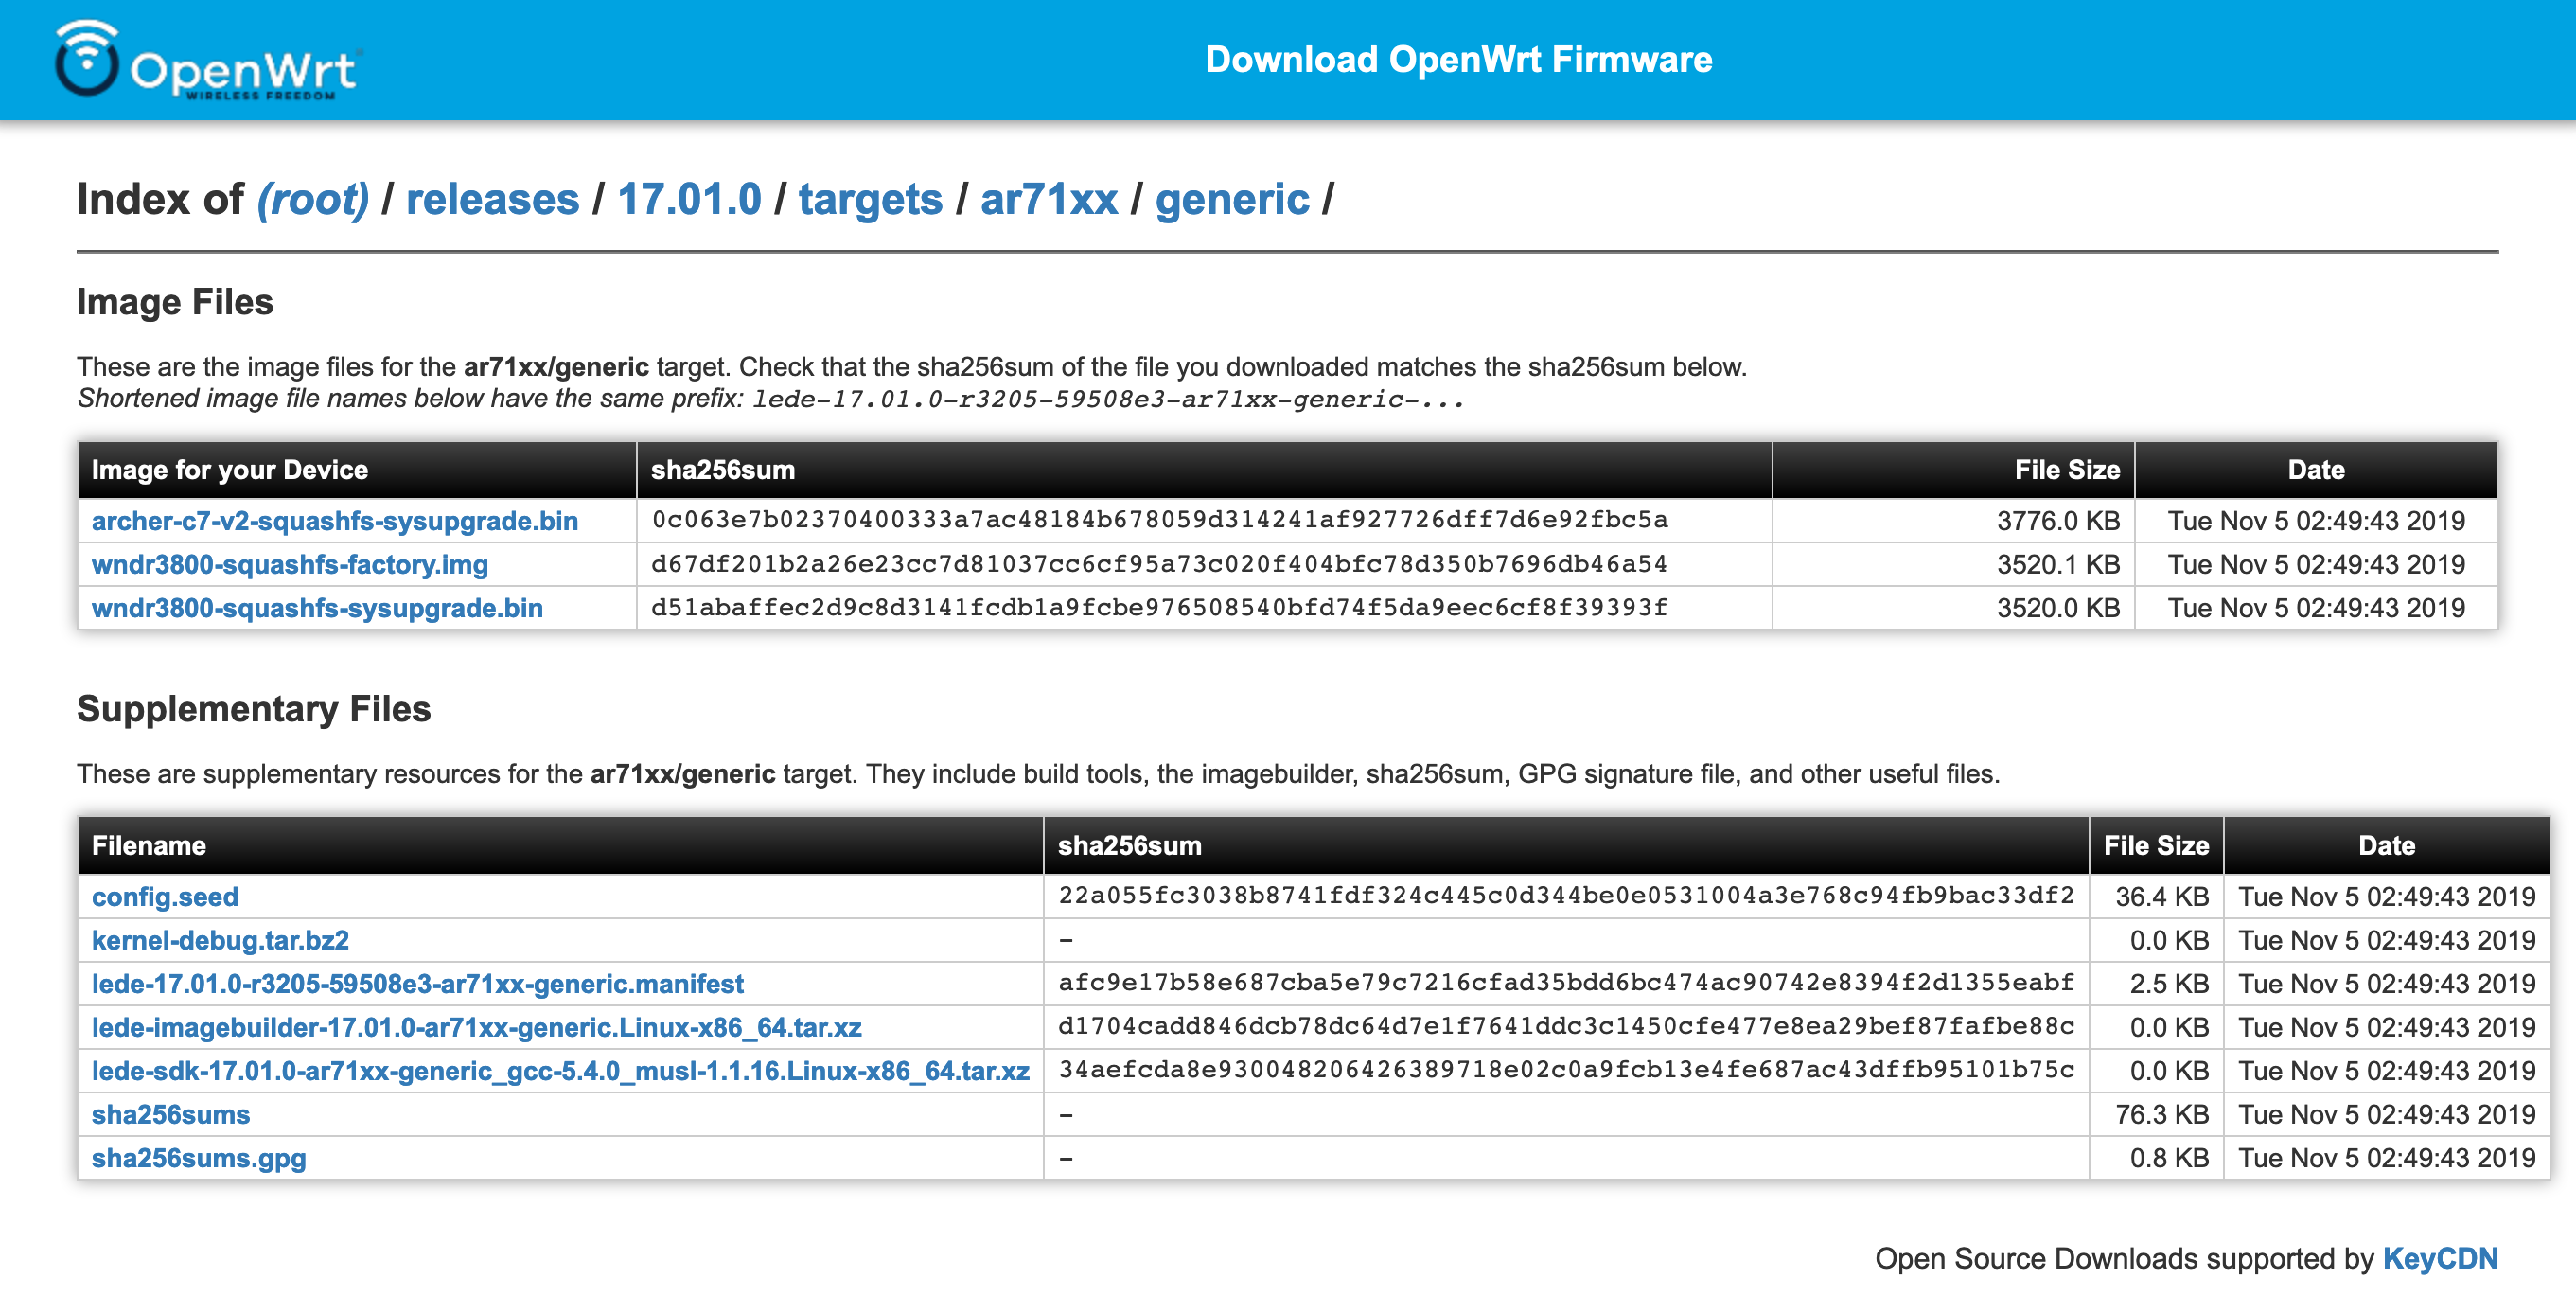 OpenWrt
WIRELESS FREEDOM
Download OpenWrt Firmware
Index of (root) / releases / 17.01.0 / targets / ar71xx / generic /
Image Files
These are the image files for the ar71xx/generic target. Check that the sha256sum of the file you downloaded matches the sha256sum below.
Shortened image file names below have the same prefix: lede-17.01.0-r3205-59508e3-ar71xx-generic-...
Image for your Device sha256sum File Size Date
archer-c7-v2-squashfs-sysupgrade.bin 0c063e7b02370400333a7ac48184b678059d314241af927726dff7d6e92fbc5a 3776.0 KB Tue Nov 5 02:49:43 2019
wndr3800-squashfs-factory.img d67df201b2a26e23cc7d81037cc6cf95a73c020f404bfc78d350b7696db46a54 3520.1 KB Tue Nov 5 02:49:43 2019
wndr3800-squashfs-sysupgrade.bin d51abaffec2d9c8d3141fcdb1a9fcbe976508540bfd74f5da9eec6cf8f39393f 3520.0 KB Tue Nov 5 02:49:43 2019
Supplementary Files
These are supplementary resources for the ar71xx/generic target. They include build tools, the imagebuilder, sha256sum, GPG signature file, and other useful files.
Filename sha256sum File Size Date
config.seed 22a055fc3038b8741fdf324c445c0d344be0e0531004a3e768c94fb9bac33df2 36.4 KB Tue Nov 5 02:49:43 2019
kernel-debug.tar.bz2 – 0.0 KB Tue Nov 5 02:49:43 2019
lede-17.01.0-r3205-59508e3-ar71xx-generic.manifest afc9e17b58e687cba5e79c7216cfad35bdd6bc474ac90742e8394f2d1355eabf 2.5 KB Tue Nov 5 02:49:43 2019
lede-imagebuilder-17.01.0-ar71xx-generic.Linux-x86_64.tar.xz d1704cadd846dcb78dc64d7e1f7641ddc3c1450cfe477e8ea29bef87fafbe88c 0.0 KB Tue Nov 5 02:49:43 2019
lede-sdk-17.01.0-ar71xx-generic_gcc-5.4.0_musl-1.1.16.Linux-x86_64.tar.xz 34aefcda8e930048206426389718e02c0a9fcb13e4fe687ac43dffb95101b75c 0.0 KB Tue Nov 5 02:49:43 2019
sha256sums – 76.3 KB Tue Nov 5 02:49:43 2019
sha256sums.gpg – 0.8 KB Tue Nov 5 02:49:43 2019
Open Source Downloads supported by KeyCDN